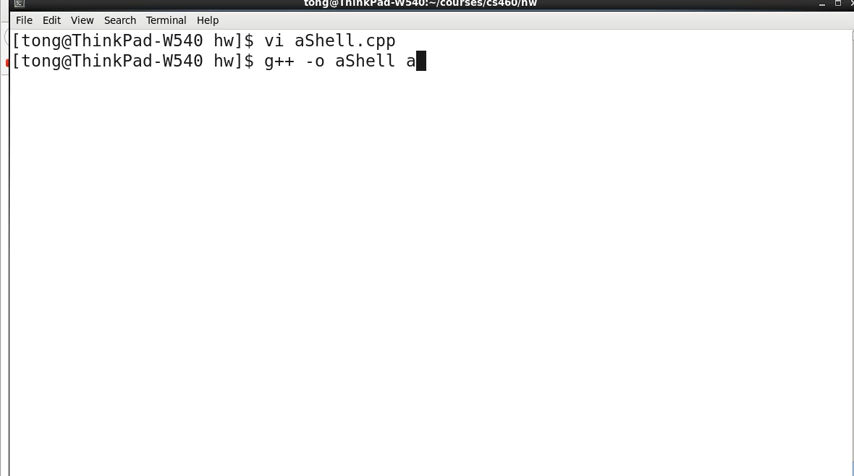 tong@ThinkPad-W540:~/courses/cs460/hw
File Edit View Search Terminal Help
[tong@ThinkPad-W540 hw]$ vi aShell.cpp
[tong@ThinkPad-W540 hw]$ g++ -o aShell a